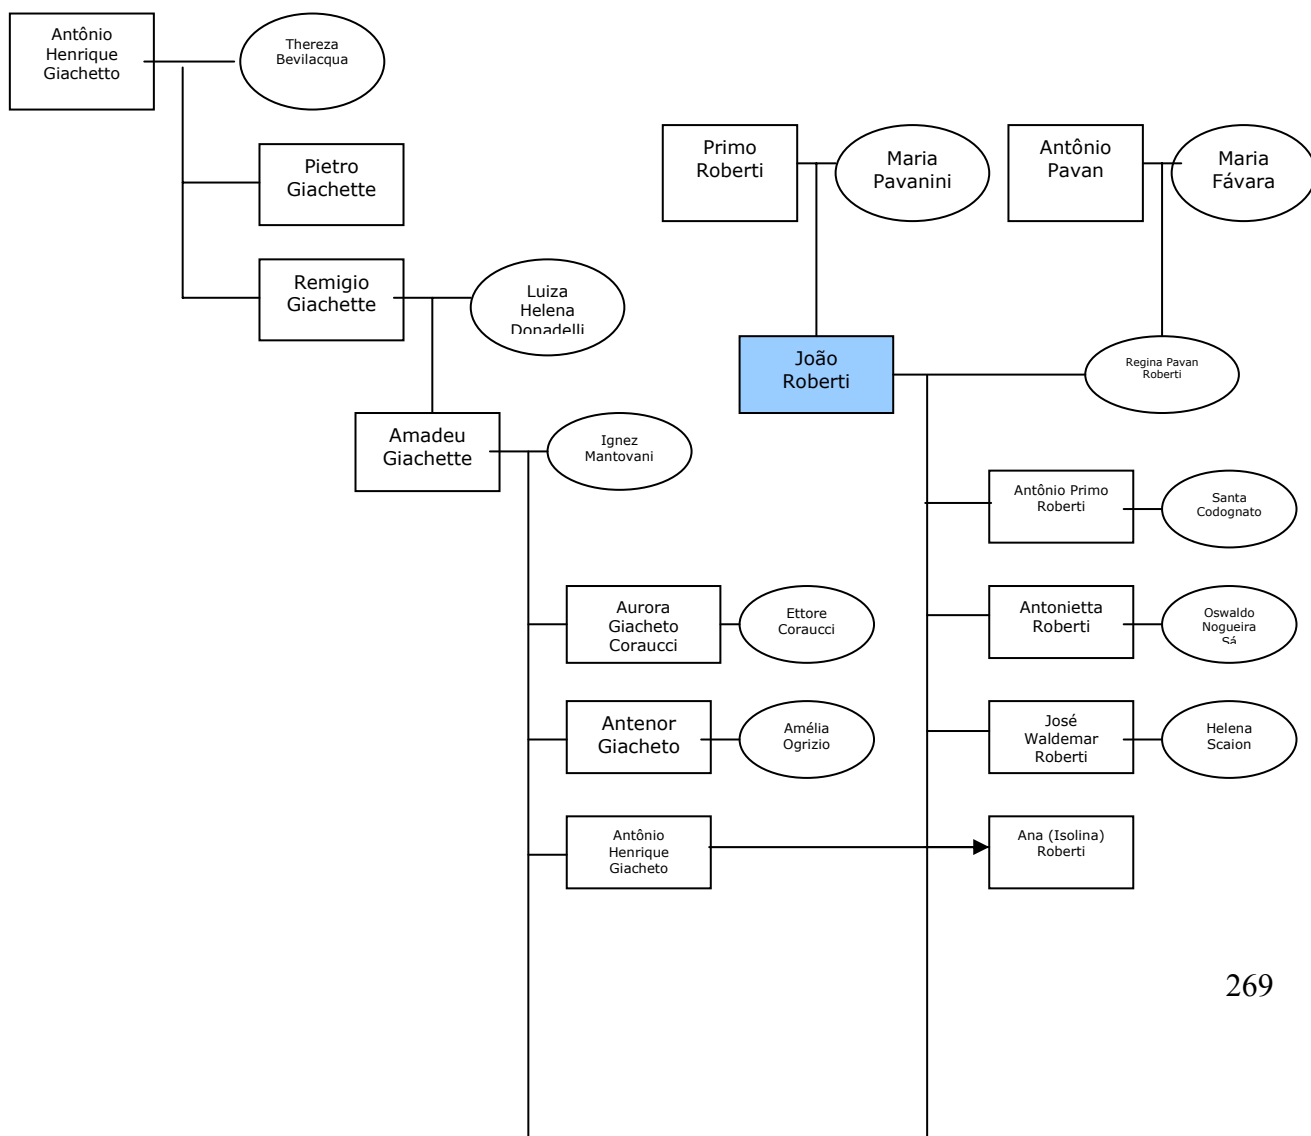 Antônio
Henrique
Giachetto
Thereza
Bevilacqua
Pietro
Giachette
Primo
Roberti
Maria
Pavanini
Antônio
Pavan
Maria
Fávara
Remigio
Giachette
Luiza
Helena
Donadelli
João
Roberti
Regina Pavan
Roberti
Amadeu
Giachette
Ignez
Mantovani
Antônio Primo
Roberti
Santa
Codognato
Aurora
Giacheto
Coraucci
Ettore
Coraucci
Antonietta
Roberti
Oswaldo
Nogueira
Sá
Antenor
Giacheto
Amélia
Ogrizio
José
Waldemar
Roberti
Helena
Scaion
Antônio
Henrique
Giacheto
Ana (Isolina)
Roberti
269